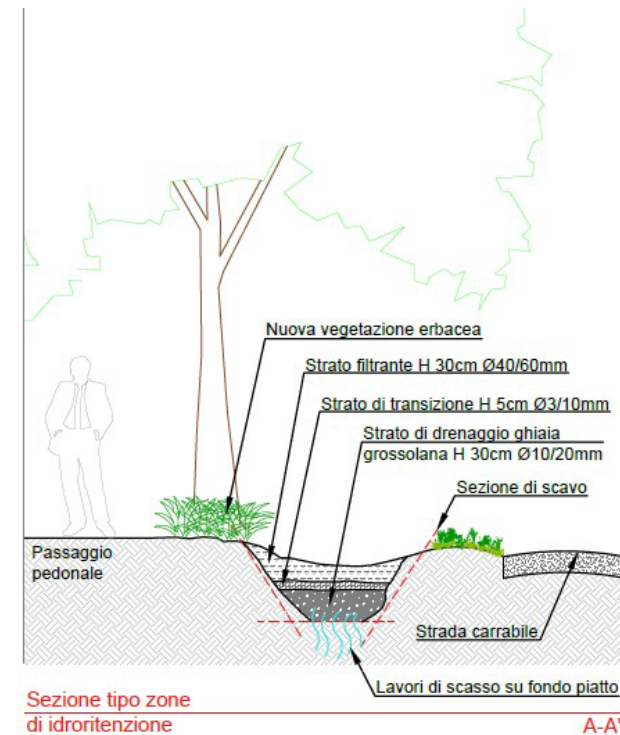 Nuova vegetazione erbacea
Strato filtrante H 30cm Ø40/60mm
Strato di transizione H 5cm Ø3/10mm
Strato di drenaggio ghiaia
grossolana H 30cm Ø10/20mm
Sezione di scavo
Passaggio
pedonale
Strada carrabile
Lavori di scasso su fondo piatto
Sezione tipo zone
di idroritenzione
A-A'